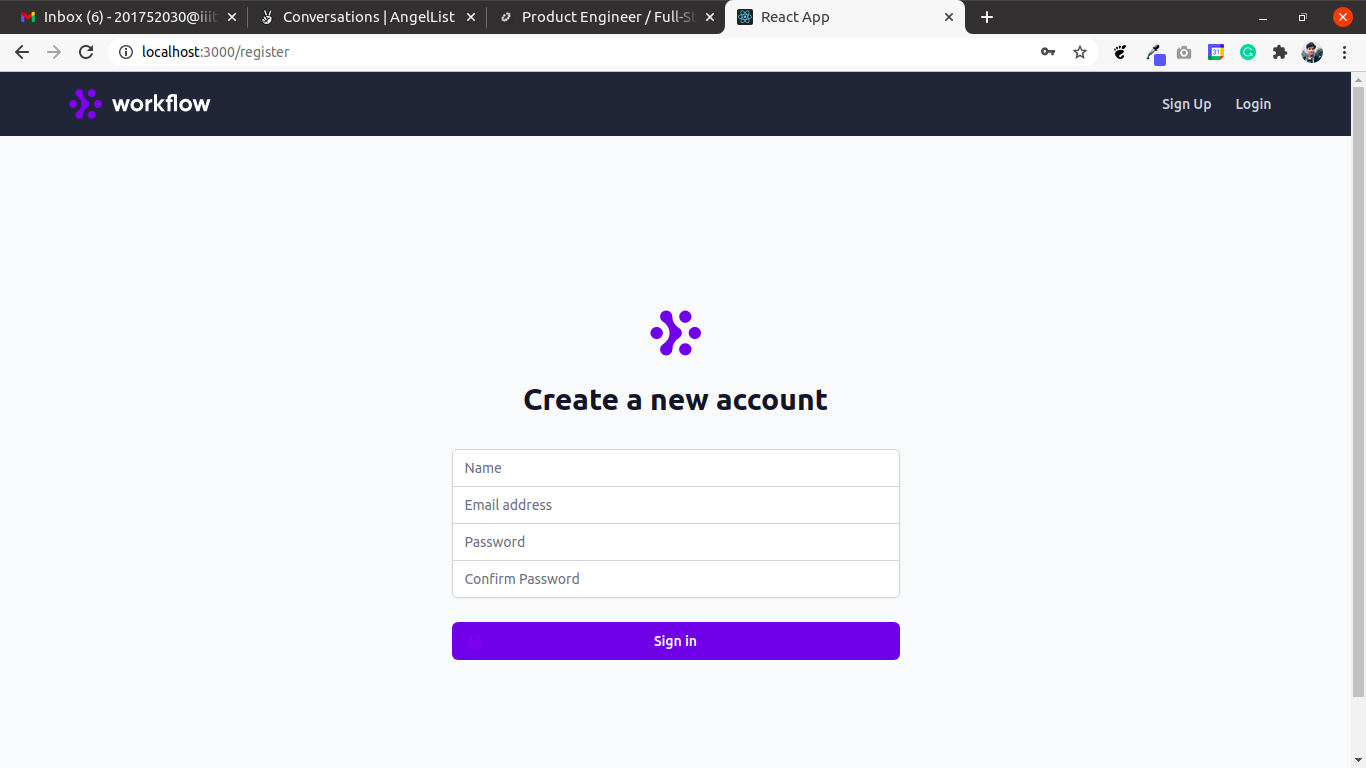 Inbox (6) - 201752030@iiit
Conversations | AngelList
Product Engineer / Full-St
React App
localhost:3000/register
31
workflow
Sign Up
Login
Create a new account
Name
Email address
Password
Confirm Password
Sign in